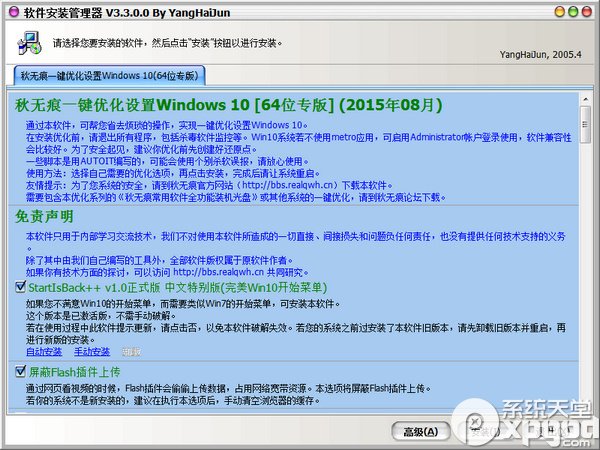 软件安装管理器 V3.3.0.0 By YangHaiJun
请选择您要安装的软件，然后点击"安装"按钮以进行安装。
YangHaiJun, 2005.4
秋无痕一键优化设置Windows 10(64位专版)
秋无痕一键优化设置Windows 10 [64位专版] (2015年08月)
通过本软件，可帮您省去烦琐的操作，实现一键优化设置Windows 10。
在安装优化前，请退出所有程序，包括杀毒软件监控等。Win10系统若不使用metro应用，可启用Administrator帐户登录使用，软件兼容性
会比较好。为了安全起见，建议你优化前先创建好还原点。
一些脚本是用AUTOIT编写的，可能会使用个别杀软误报，请放心使用。
使用方法：选择自己需要的优化选项，再点击安装，完成后请让系统重启。
友情提示：为了您系统的安全，请到秋无痕官方网站（http://bbs.realqwh.cn）下载本软件。
需要包含本优化系列的《秋无痕常用软件全功能装机光盘》或其他系统的一键优化，请到秋无痕论坛下载。
免责声明
本软件只用于内部学习交流技术，我们不对使用本软件所造成的一切直接、间接损失和问题负任何责任，也没有提供任何技术支持的义务
。
除了其中由我们自己编写的工具外，全部软件版权属于原软件作者。
如果你有技术方面的探讨，可以访问 http://bbs.realqwh.cn 共同研究。
StartIsBack++ v1.0正式版 中文特别版(完美Win10开始菜单)
如果您不满意Win10的开始菜单，而需要类似Win7的开始菜单，可安装本软件。
这个版本是已激活版，不需手动破解。
若在使用过程中此软件提示更新，请点击否，以免本软件破解失效。若您的系统之前过安装了本软件旧版本，请先卸载旧版本并重启，再
进行新版的安装。
自动安装 手动安装 卸载
屏蔽Flash插件上传
通过网页看视频的时候，Flash插件会偷偷上传数据，占用网络宽带资源。本选项将屏蔽Flash插件上传。
若你的系统不是新安装的，建议在执行本选项后，手动清空浏览器的缓存。
高级(A) 安装(I)
系统天堂